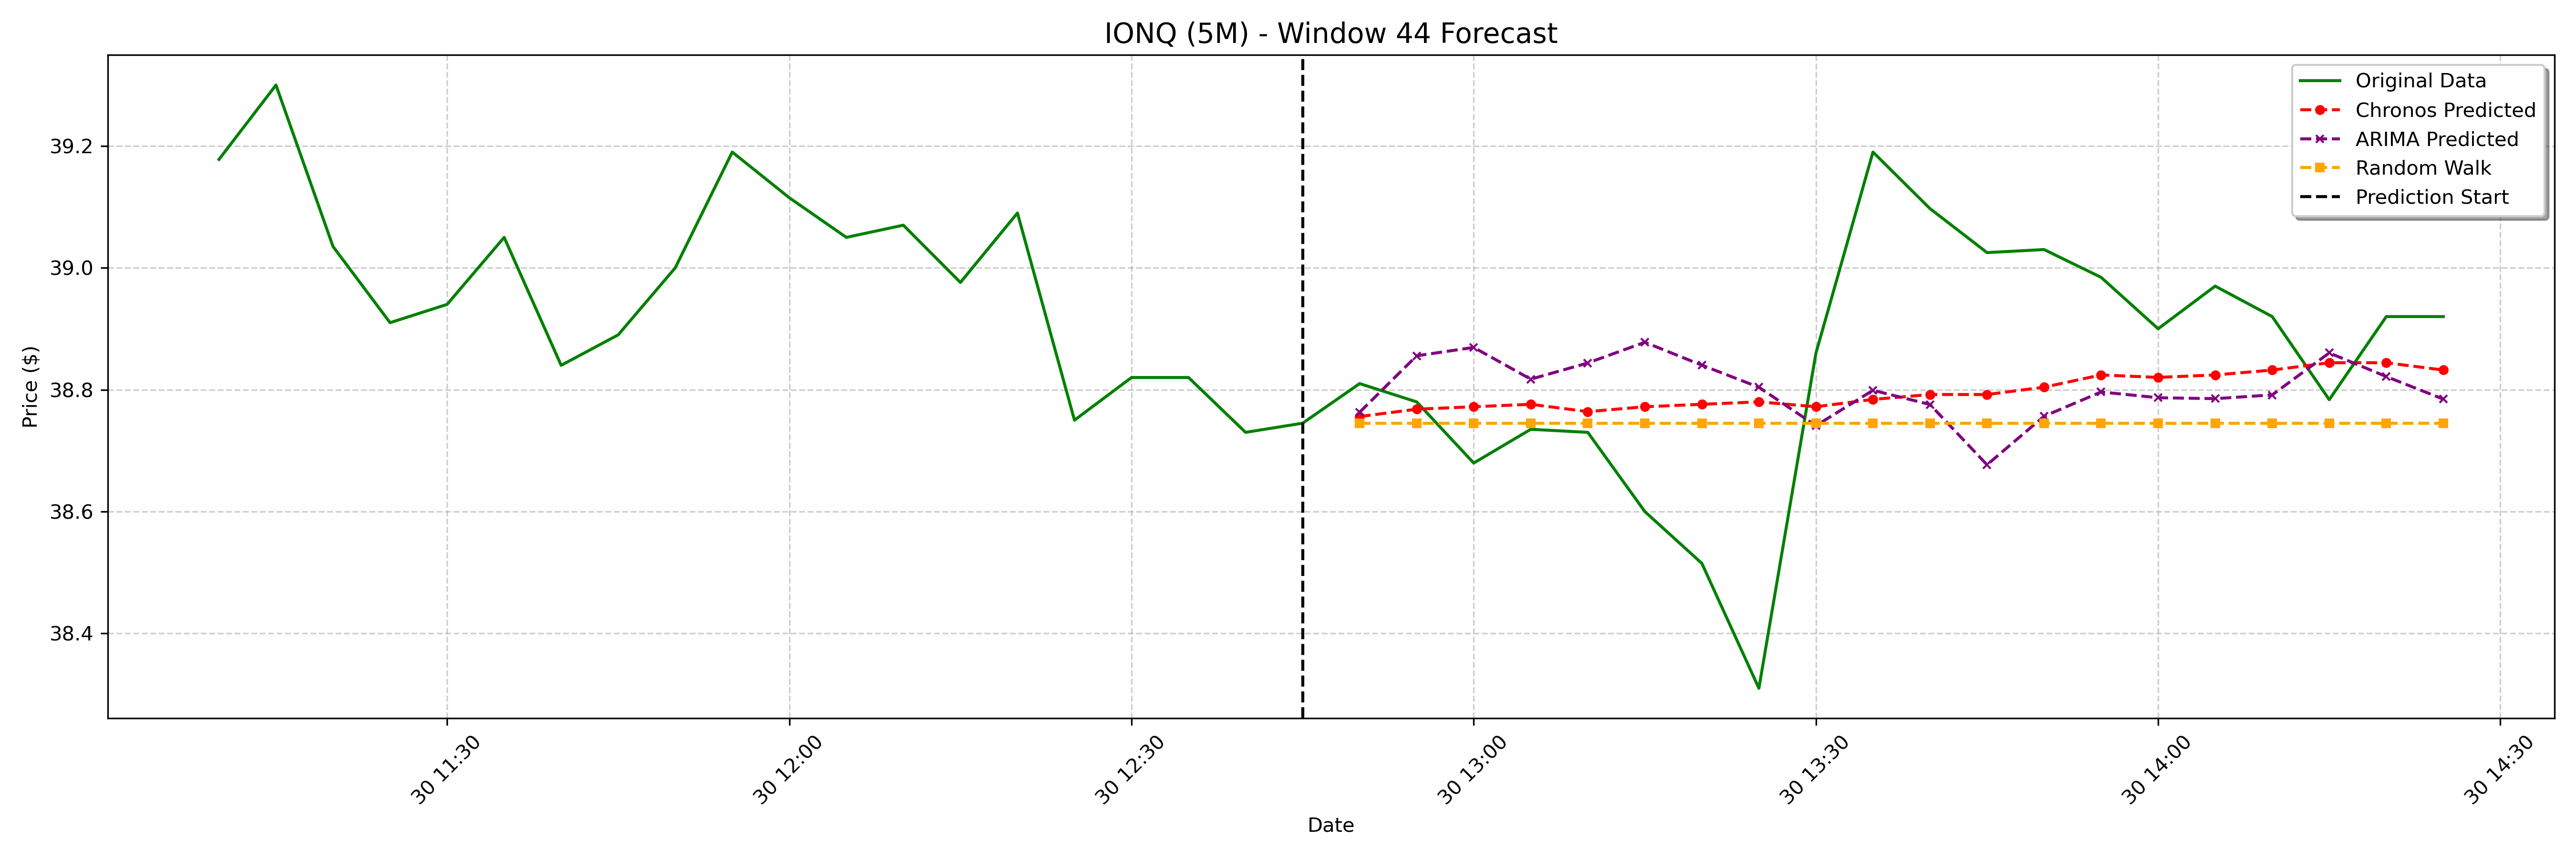 IONQ (5M) - Window 44 Forecast
Original Data
Chronos Predicted
ARIMA Predicted
Random Walk
Prediction Start
Price ($)
39.2
39.0
38.8
38.6
38.4
30 11:30
30 12:00
30 12:30
30 13:00
30 13:30
30 14:00
30 14:30
Date